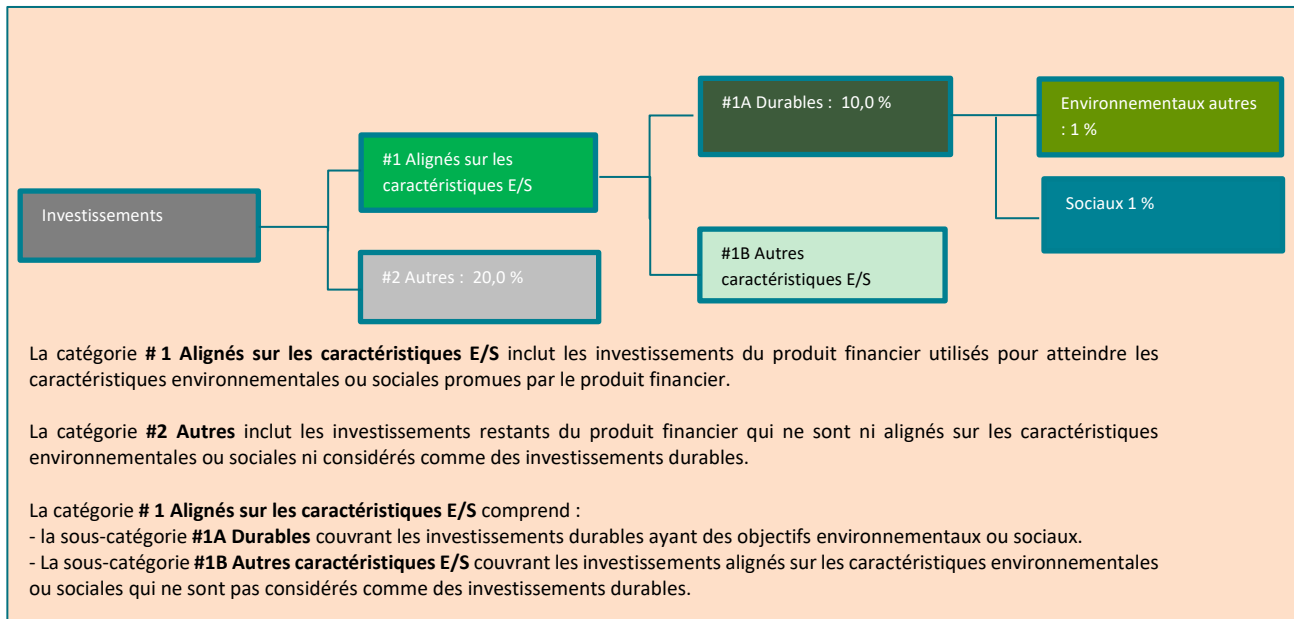 #1A Durables : 10,0 %
Environnementaux autres
: 1 %
#1 Alignés sur les
caractéristiques E/S
Sociaux 1 %
Investissements
#1B Autres
caractéristiques E/S
#2 Autres : 20,0 %
La catégorie # 1 Alignés sur les caractéristiques E/S inclut les investissements du produit financier utilisés pour atteindre les
caractéristiques environnementales ou sociales promues par le produit financier.
La catégorie #2 Autres inclut les investissements restants du produit financier qui ne sont ni alignés sur les caractéristiques
environnementales ou sociales ni considérés comme des investissements durables.
La catégorie # 1 Alignés sur les caractéristiques E/S comprend :
- la sous-catégorie #1A Durables couvrant les investissements durables ayant des objectifs environnementaux ou sociaux.
- La sous-catégorie #1B Autres caractéristiques E/S couvrant les investissements alignés sur les caractéristiques environnementales
ou sociales qui ne sont pas considérés comme des investissements durables.